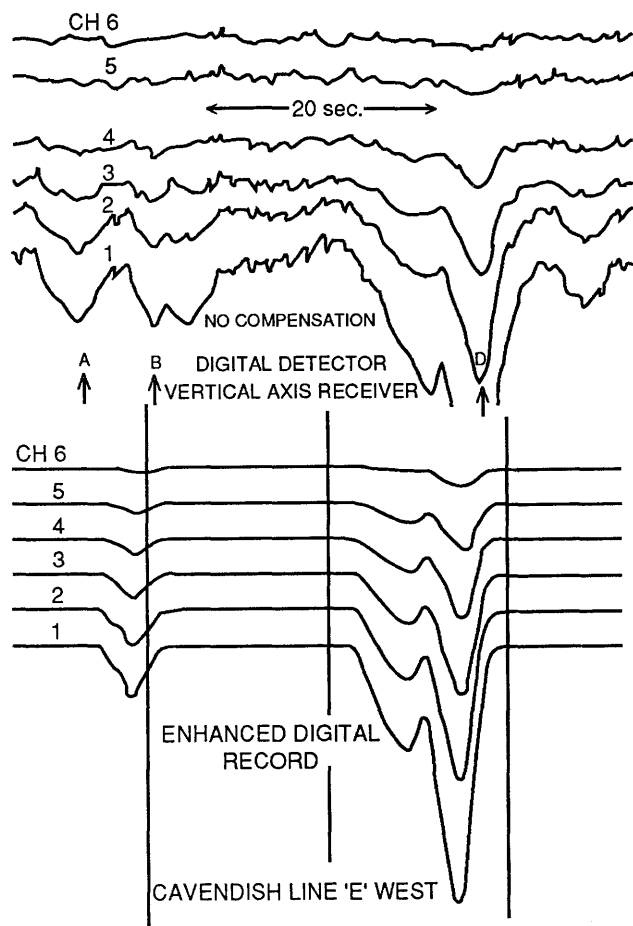 CH 6
5
20 sec.
4
3
2
1
NO COMPENSATION
A
B
DIGITAL DETECTOR
D
VERTICAL AXIS RECEIVER
CH 6
5
4
3
2
1
ENHANCED DIGITAL
RECORD
CAVENDISH LINE 'E' WEST